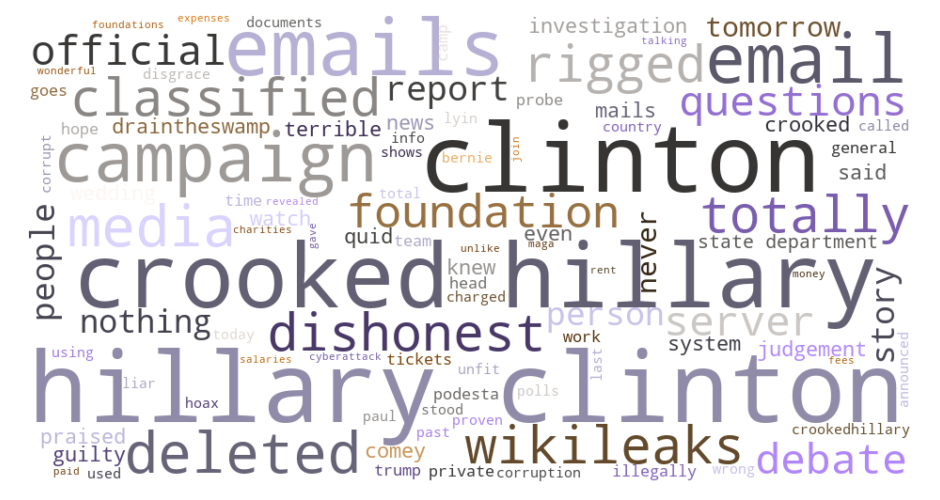 foundations expenses documents
official emails camp investigation tomorrow
talking
wonderful disgrace rigged email
goes classified report probe mails questions
hope draintheswamp terrible news lyin country crooked called
info
corrupt campaign shows bernie join clinton general
said
wedding time revealed total
media watch charities foundation totally
people quid team even never state department
gave unlike maga
crooked hillary
knew rent money
head
charged
nothing today dishonest person server story
work system judgement
using salaries cyberattack tickets last fees announced
hillary clinton
liar unfit
hoax podesta polls
paul stood
praised past proven crookedhillary
guilty deleted comey wikileaks debate
paid used trump private corruption illegally wrong